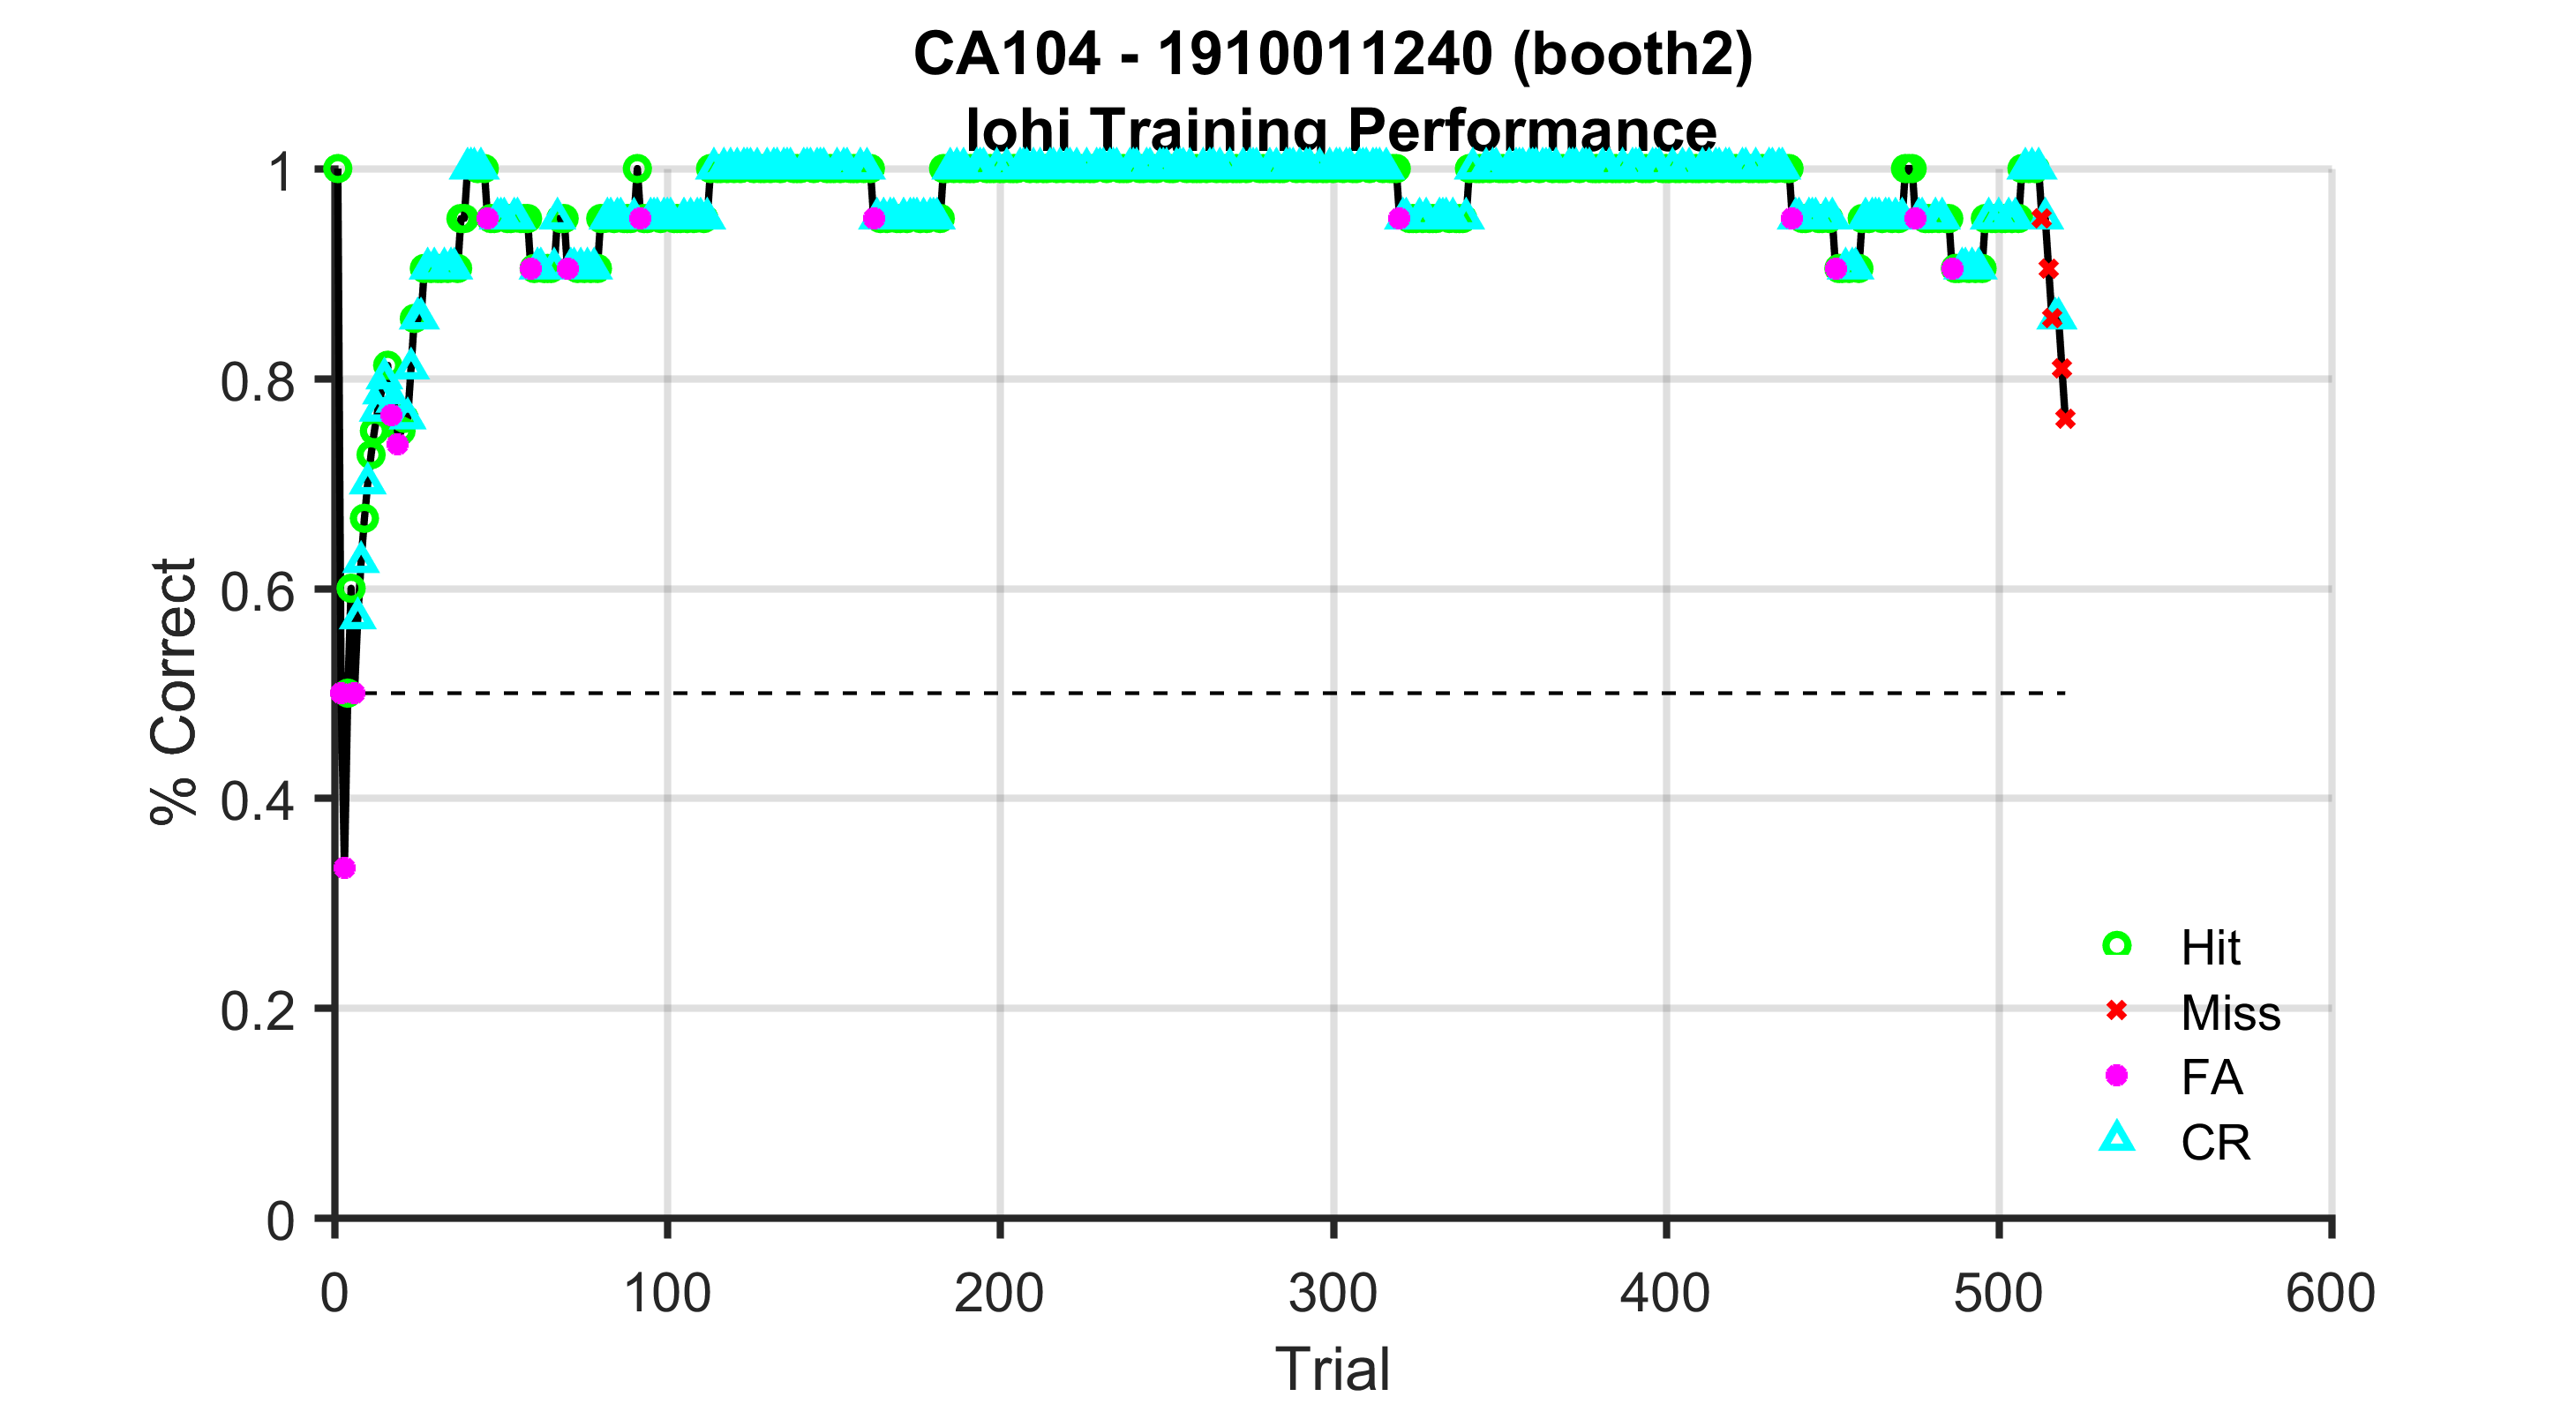 CA104 - 1910011240 (booth2)
lohi Training Performance
% Correct
1
0.8
0.6
0.4
0.2
0
0 100 200 300 400 500 600
Trial
Hit
Miss
FA
CR